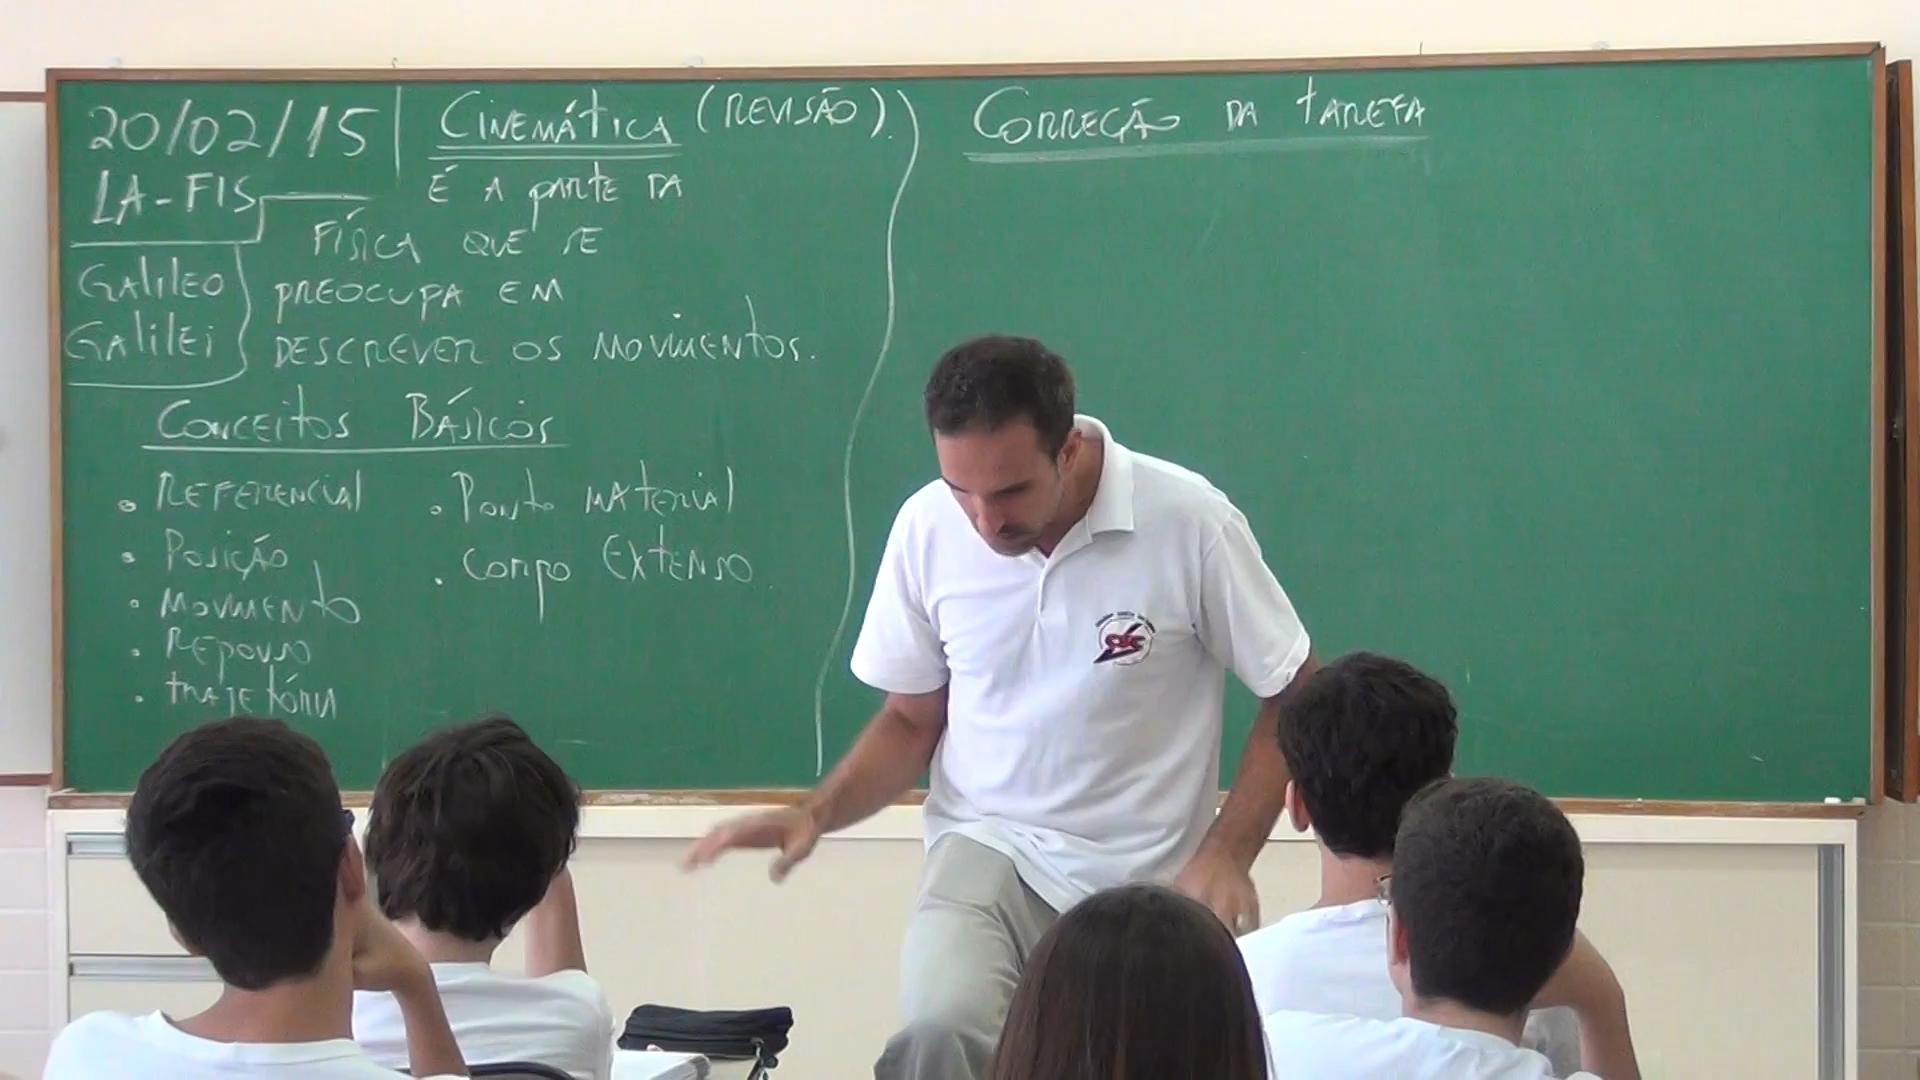 20/02/15
LA-FIS
GALILEO
GALILEI
CINEMÁTICA (REVISÃO).
É A PARTE DA
FÍSICA QUE SE
PREOCUPA EM
DESCREVER OS MOVIMENTOS.
CONCEITOS BÁSICOS
• REFERENCIAL
• POSIÇÃO
• MOVIMENTO
• REPOUSO
• TRAJETÓRIA
• PONTO MATERIAL
• CORPO EXTENSO
CORREÇÃO DA TAREFA